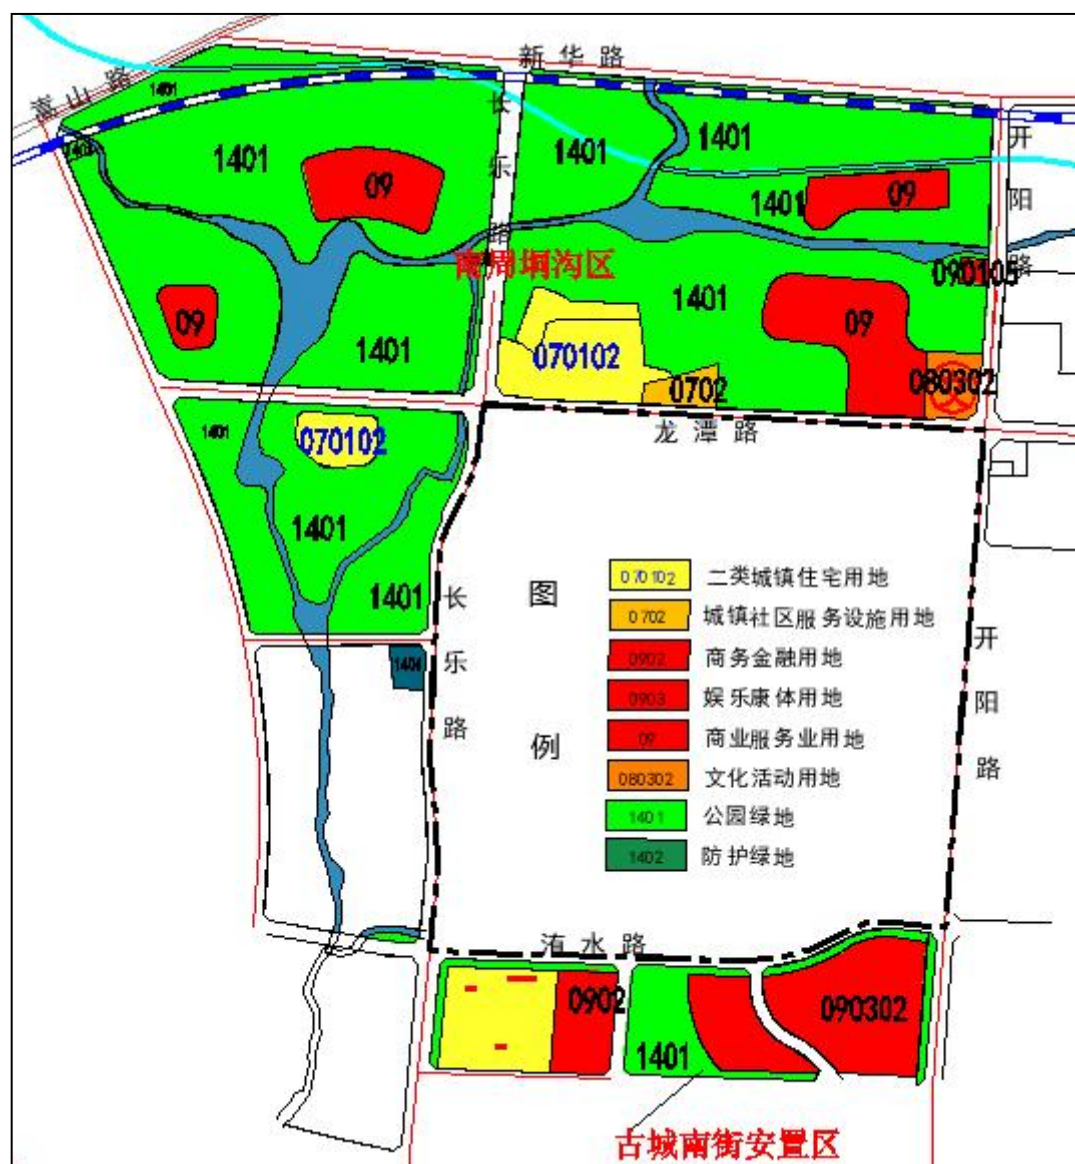 新华路
嵩山路
1401
1401
1401
1401
长乐路
开阳路
09
1401
09
南周垌沟区
090105
1401
09
09
1401
070102
0702
080302
龙潭路
1401
070102
1401
1401
长乐路
图例
070102 二类城镇住宅用地
0702 城镇社区服务设施用地
0902 商务金融用地
0903 娱乐康体用地
09 商业服务业用地
080302 文化活动用地
1401 公园绿地
1402 防护绿地
开阳路
洧水路
0902
090302
1401
古城南街安置区